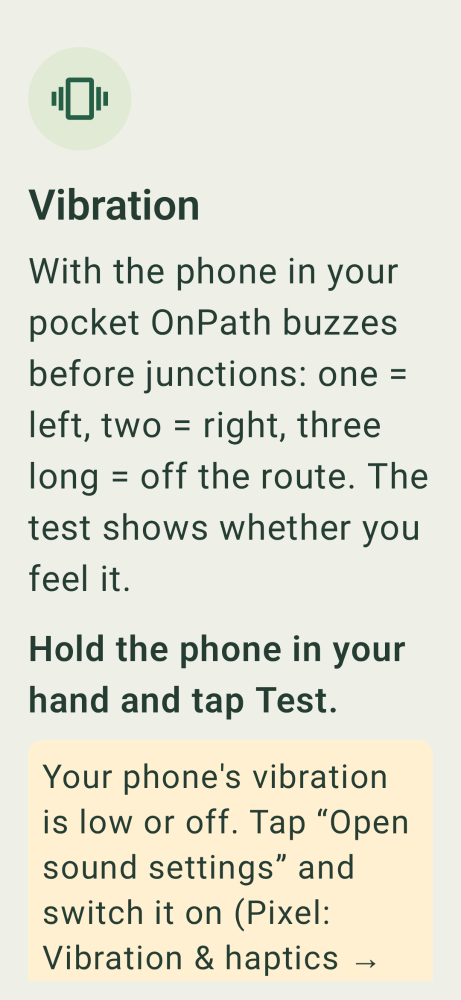 Vibration
With the phone in your
pocket OnPath buzzes
before junctions: one =
left, two = right, three
long = off the route. The
test shows whether you
feel it.
Hold the phone in your
hand and tap Test.
Your phone's vibration
is low or off. Tap “Open
sound settings” and
switch it on (Pixel:
Vibration & haptics →